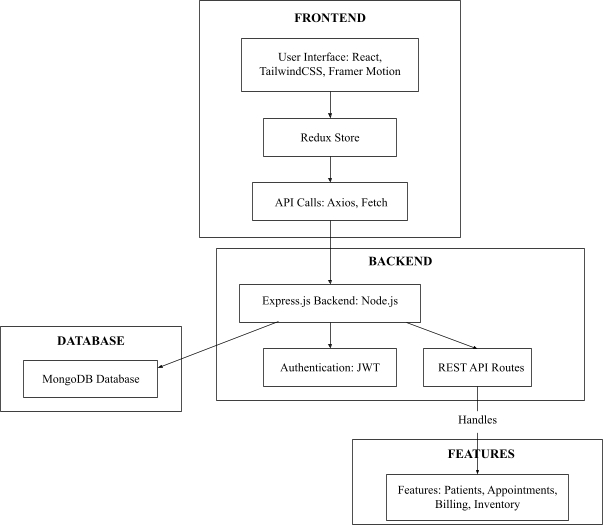 FRONTEND
User Interface: React,
TailwindCSS, Framer Motion
Redux Store
API Calls: Axios, Fetch
BACKEND
Express.js Backend: Node.js
DATABASE
MongoDB Database
Authentication: JWT
REST API Routes
Handles
FEATURES
Features: Patients, Appointments,
Billing, Inventory